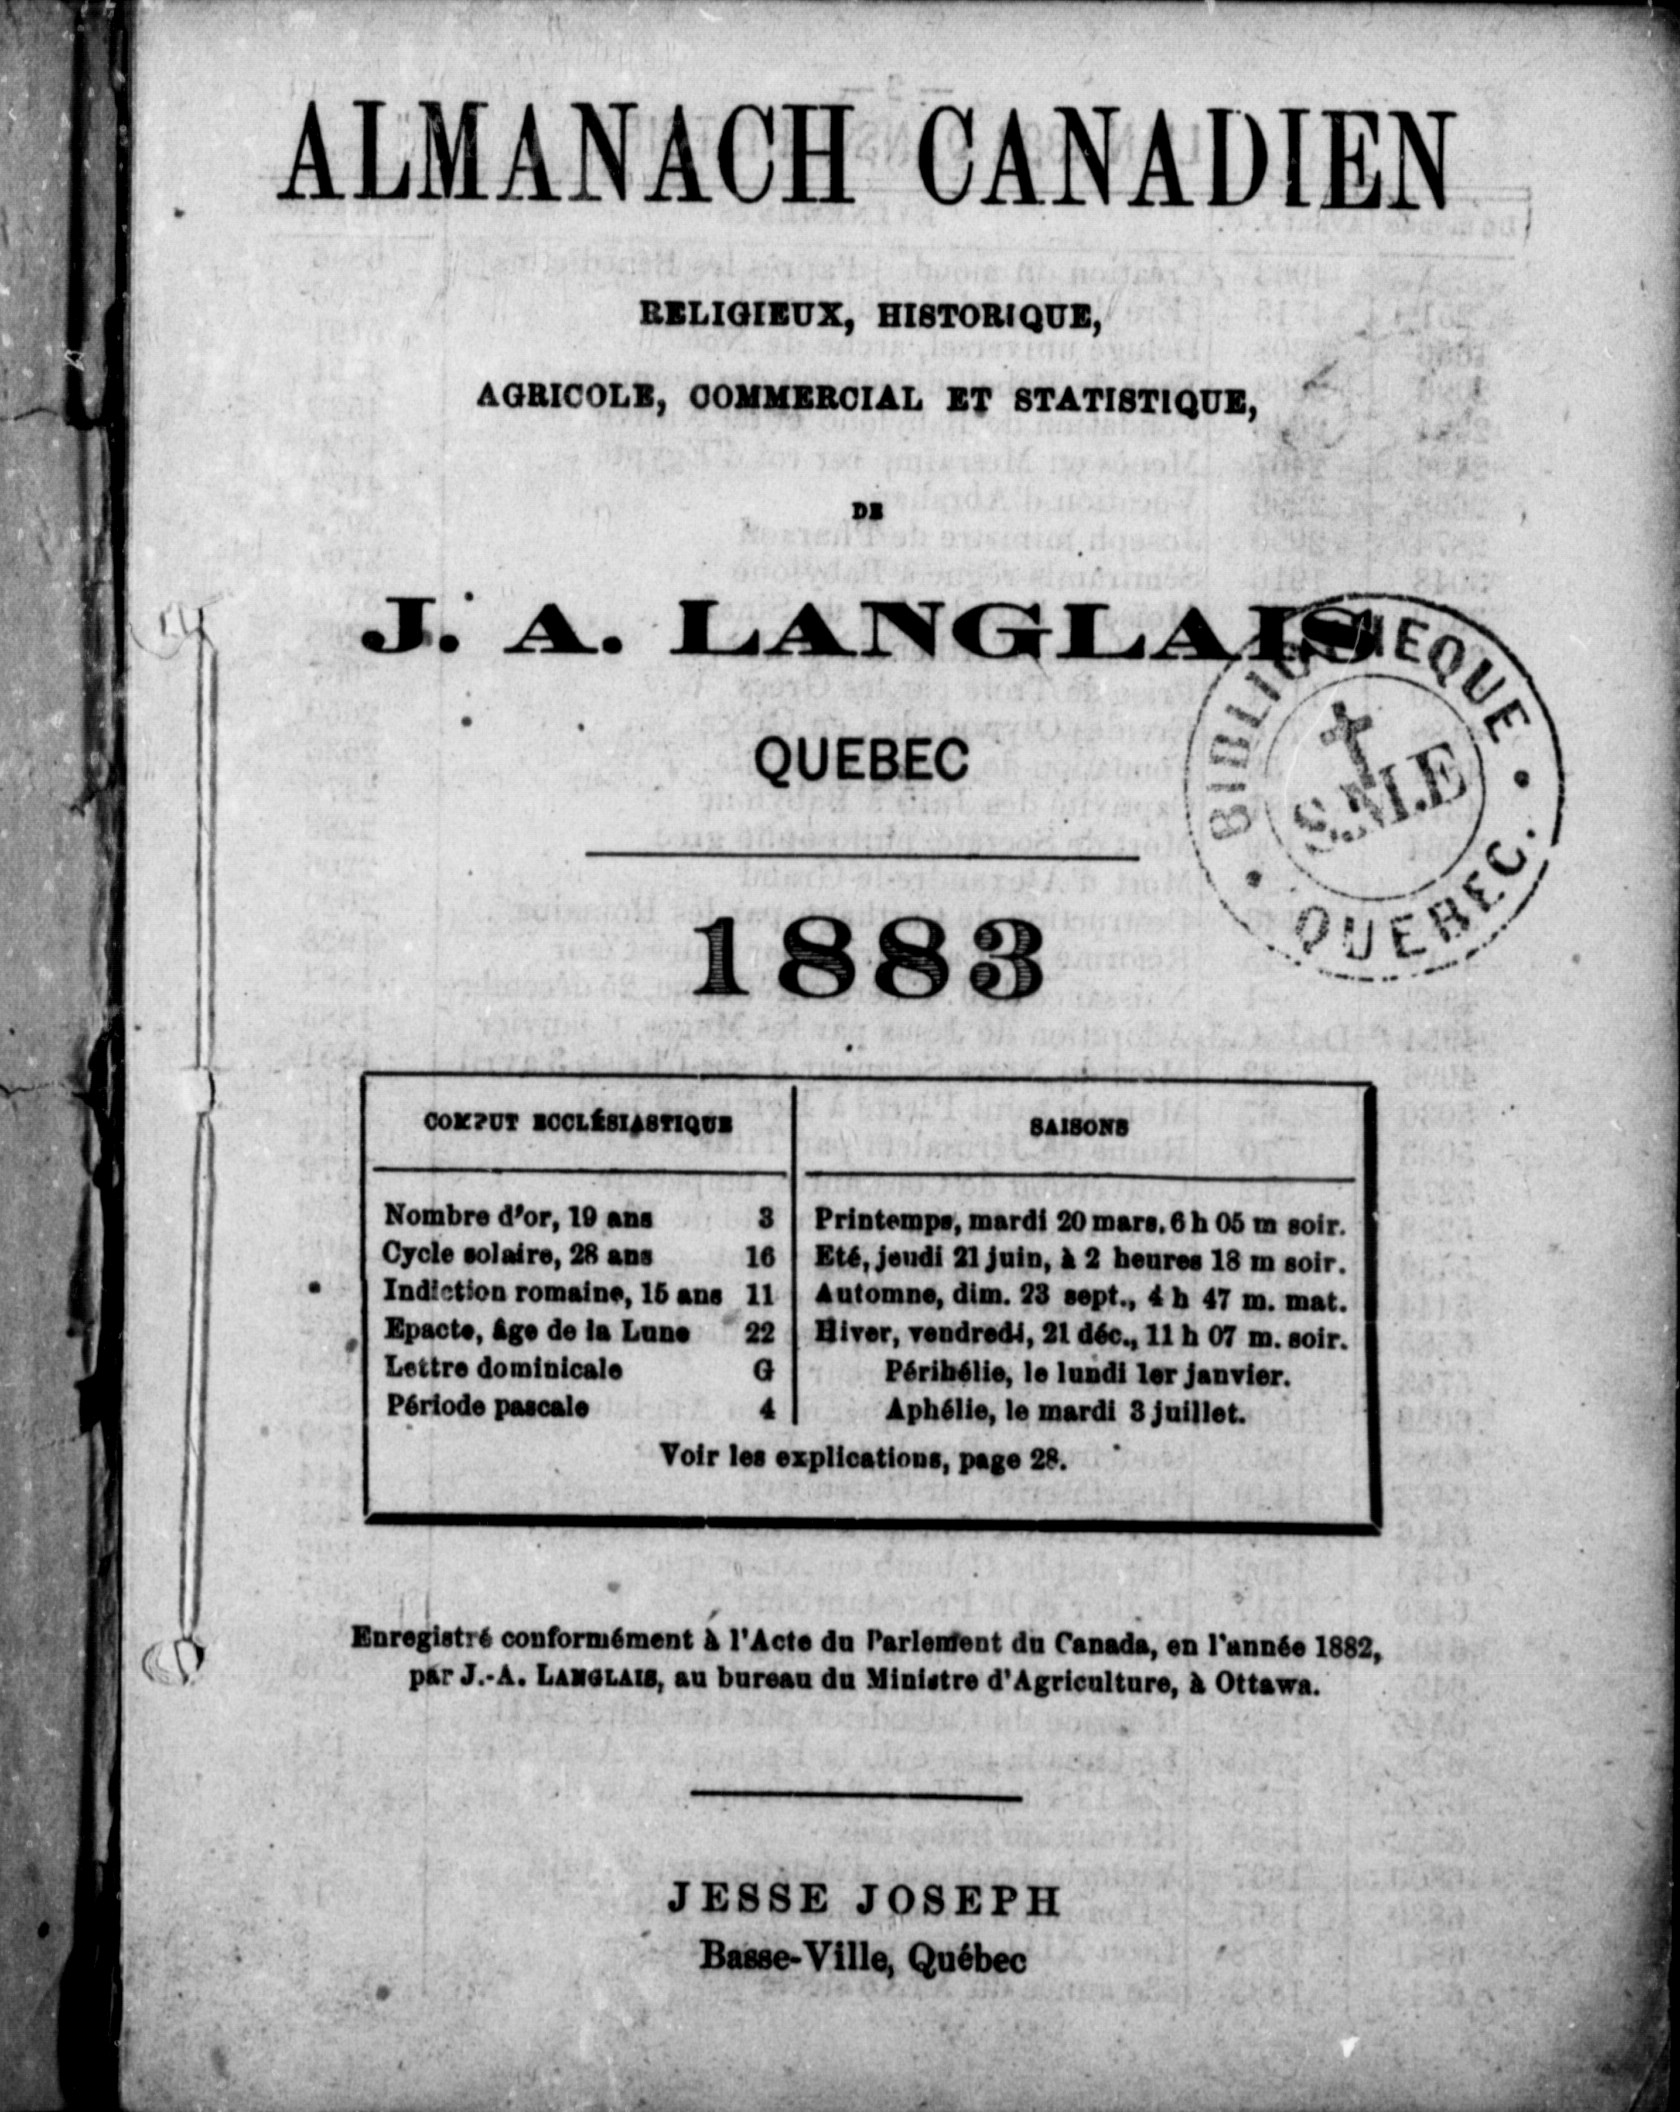 ALMANACH CANADIEN
RELIGIEUX, HISTORIQUE,
AGRICOLE, COMMERCIAL ET STATISTIQUE,
DE
J. A. LANGLAIS
QUEBEC
BIBLIOTHEQUE
S.M.E
QUEBEC.
1883
COMPUT ECCLÉSIASTIQUE
Nombre d'or, 19 ans 3
Cycle solaire, 28 ans 16
Indiction romaine, 15 ans 11
Epacte, âge de la Lune 22
Lettre dominicale G
Période pascale 4
SAISONS
Printemps, mardi 20 mars, 6 h 05 m soir.
Eté, jeudi 21 juin, à 2 heures 18 m soir.
Automne, dim. 23 sept., 4 h 47 m. mat.
Hiver, vendredi, 21 déc., 11 h 07 m. soir.
Périhélie, le lundi 1er janvier.
Aphélie, le mardi 3 juillet.
Voir les explications, page 28.
Enregistré conformément à l'Acte du Parlement du Canada, en l'année 1882,
par J.-A. LANGLAIS, au bureau du Ministre d'Agriculture, à Ottawa.
JESSE JOSEPH
Basse-Ville, Québec